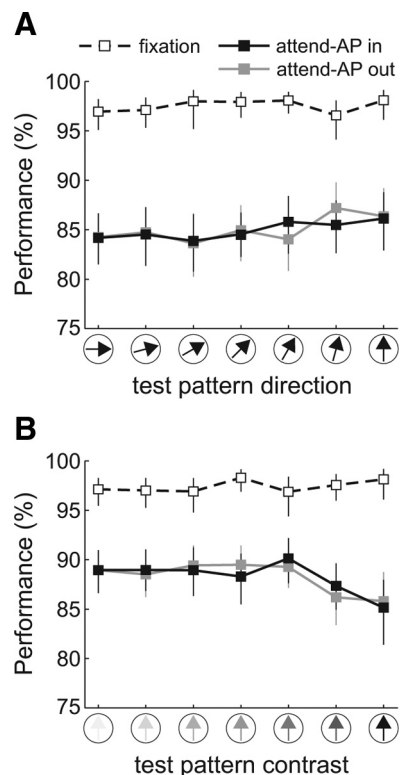 A
fixation
attend-AP in
attend-AP out
100
95
90
85
80
75
Performance (%)
test pattern direction
B
100
95
90
85
80
75
Performance (%)
test pattern contrast